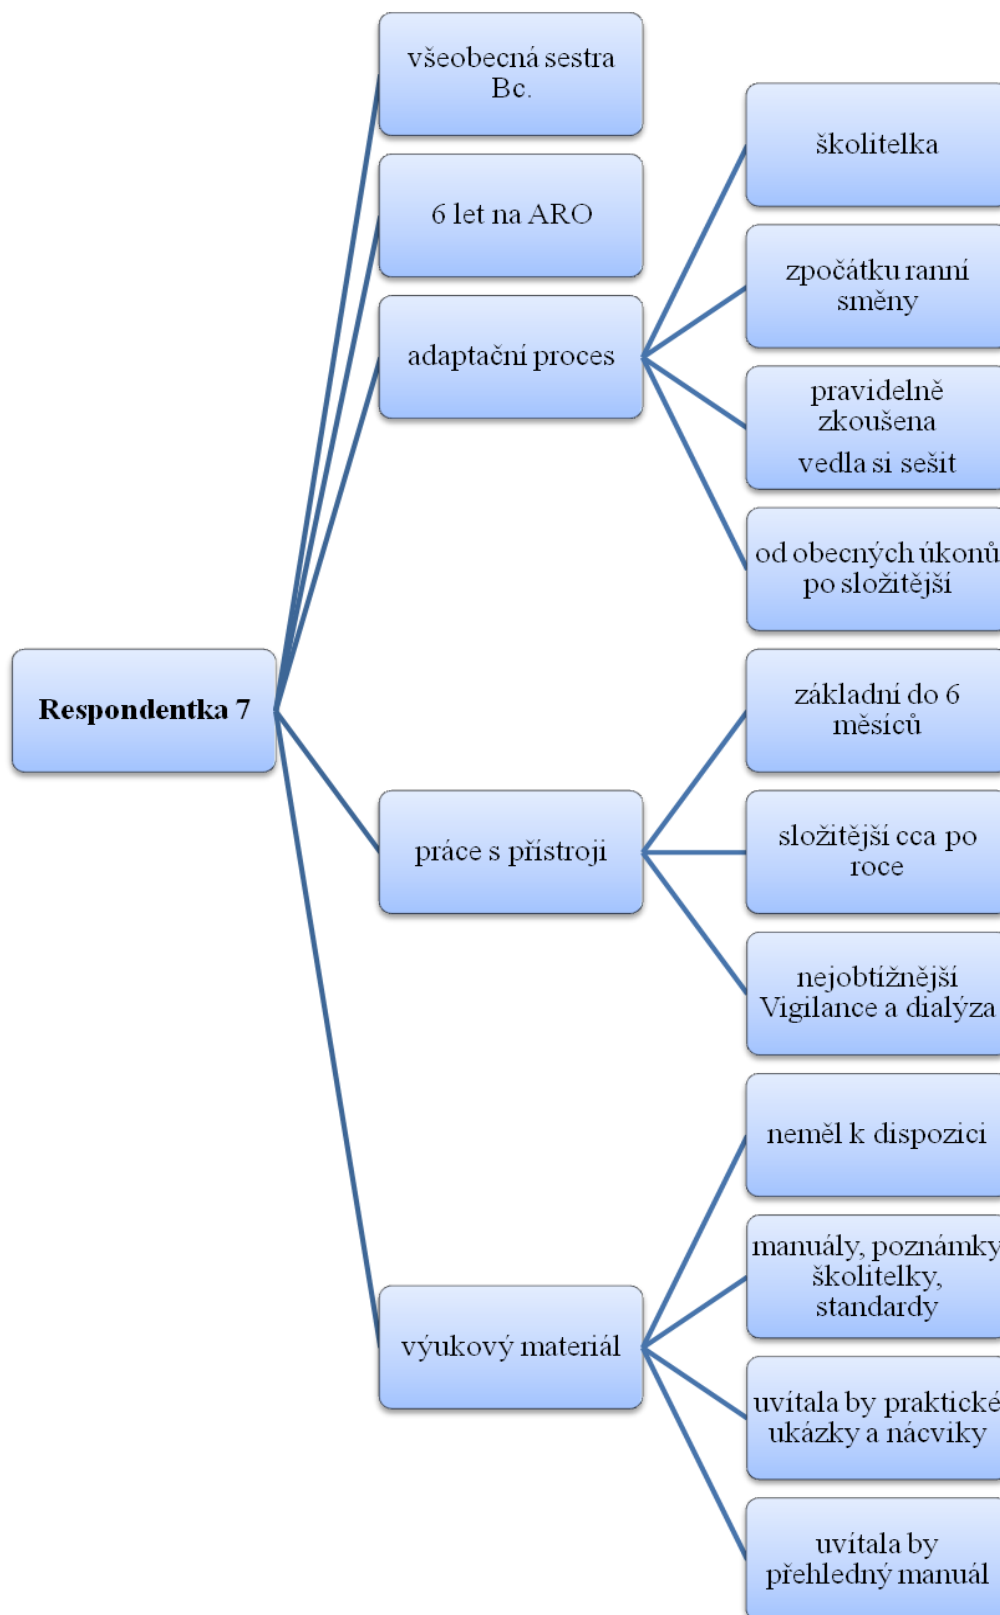 Respondentka 7
všeobecná sestra
Bc.
6 let na ARO
adaptační proces
školitelka
zpočátku ranní
směny
pravidelně
zkoušena
vedla si sešit
od obecných úkonů
po složitější
práce s přístroji
základní do 6
měsíců
složitější cca po
roce
nejobtížnější
Vigilance a dialýza
výukový materiál
neměl k dispozici
manuály, poznámky
školitelky,
standardy
uvítala by praktické
ukázky a nácviky
uvítala by
přehledný manuál